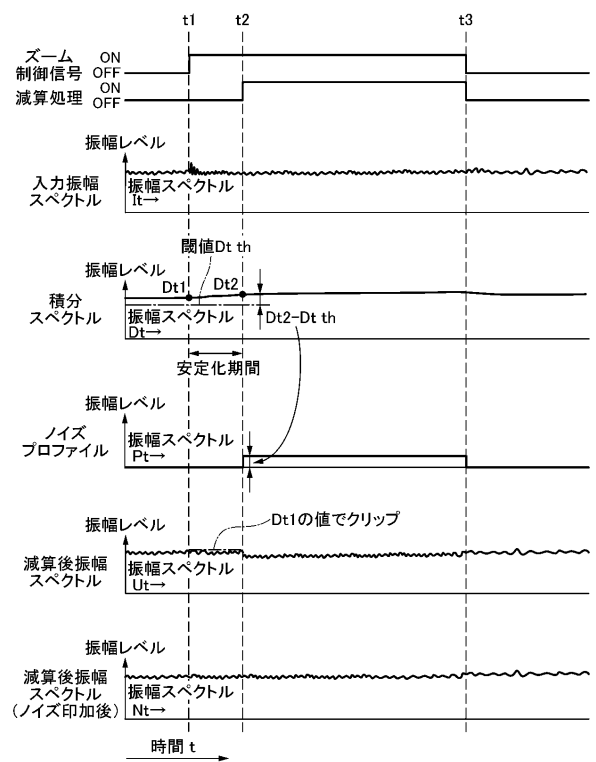 t1 t2 t3
ズーム ON
制御信号 OFF
減算処理 ON
OFF
振幅レベル
入力振幅
スペクトル
振幅スペクトル
It→
閾値Dt th
振幅レベル
Dt1 Dt2
積分
スペクトル
振幅スペクトル
Dt→
Dt2-Dt th
安定化期間
振幅レベル
ノイズ
プロファイル
振幅スペクトル
Pt→
Dt1の値でクリップ
振幅レベル
減算後振幅
スペクトル
振幅スペクトル
Ut→
振幅レベル
減算後振幅
スペクトル
(ノイズ印加後)
振幅スペクトル
Nt→
時間 t